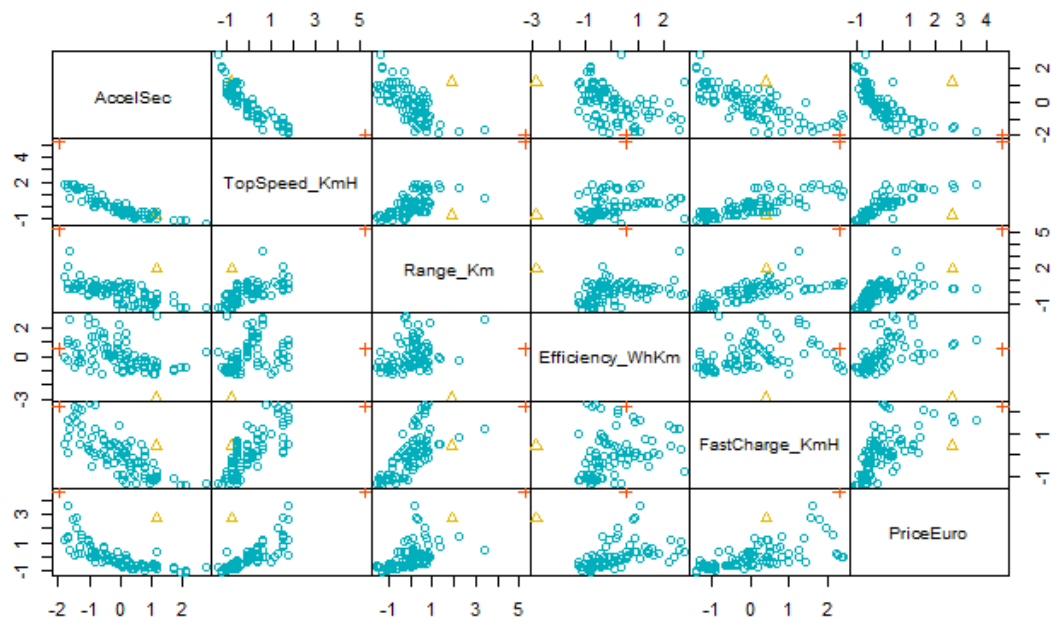 -1 1 3 5 -3 -1 1 2 -1 0 1 2 3 4
AccelSec
-2 0 2
TopSpeed_KmH
-1 2 4
Range_Km
-1 2 5
Efficiency_WhKm
-3 0 2
FastCharge_KmH
-1 1
PriceEuro
-1 1 3
-2 -1 0 1 2 -1 1 3 5 -1 0 1 2